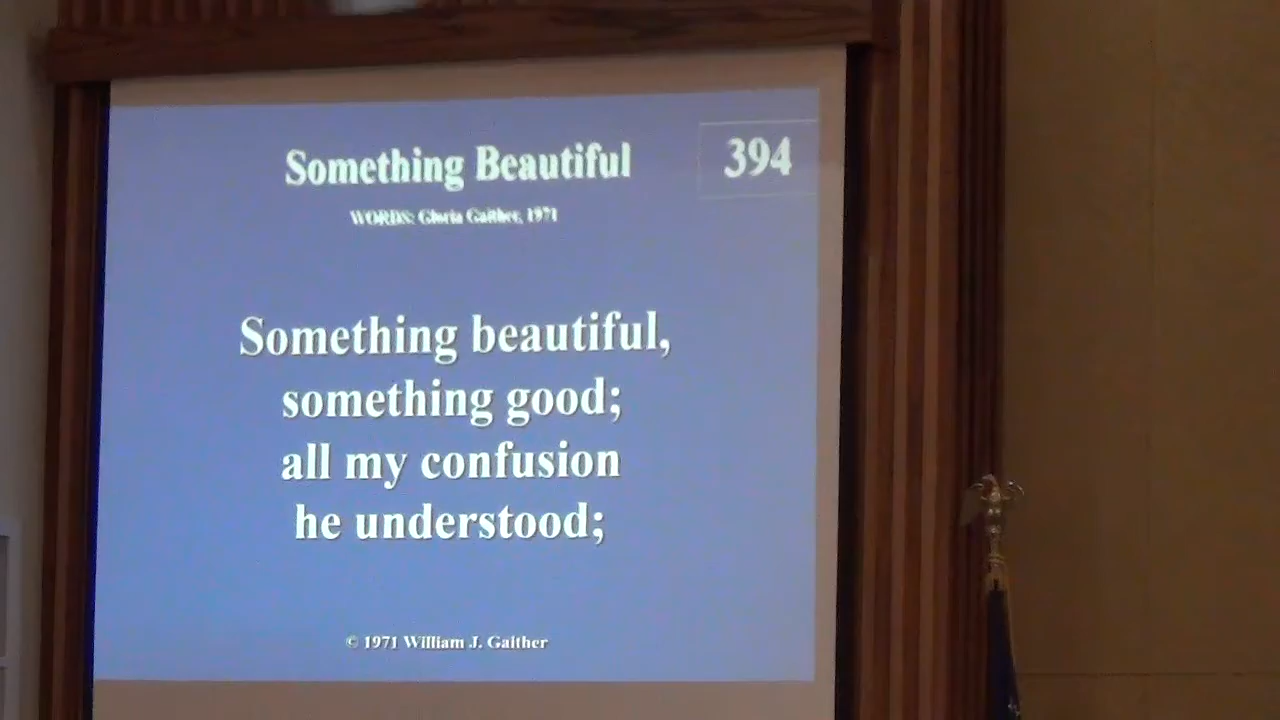 Something Beautiful
394
WORDS: Gloria Gaither, 1971
Something beautiful,
something good;
all my confusion
he understood;
© 1971 William J. Gaither